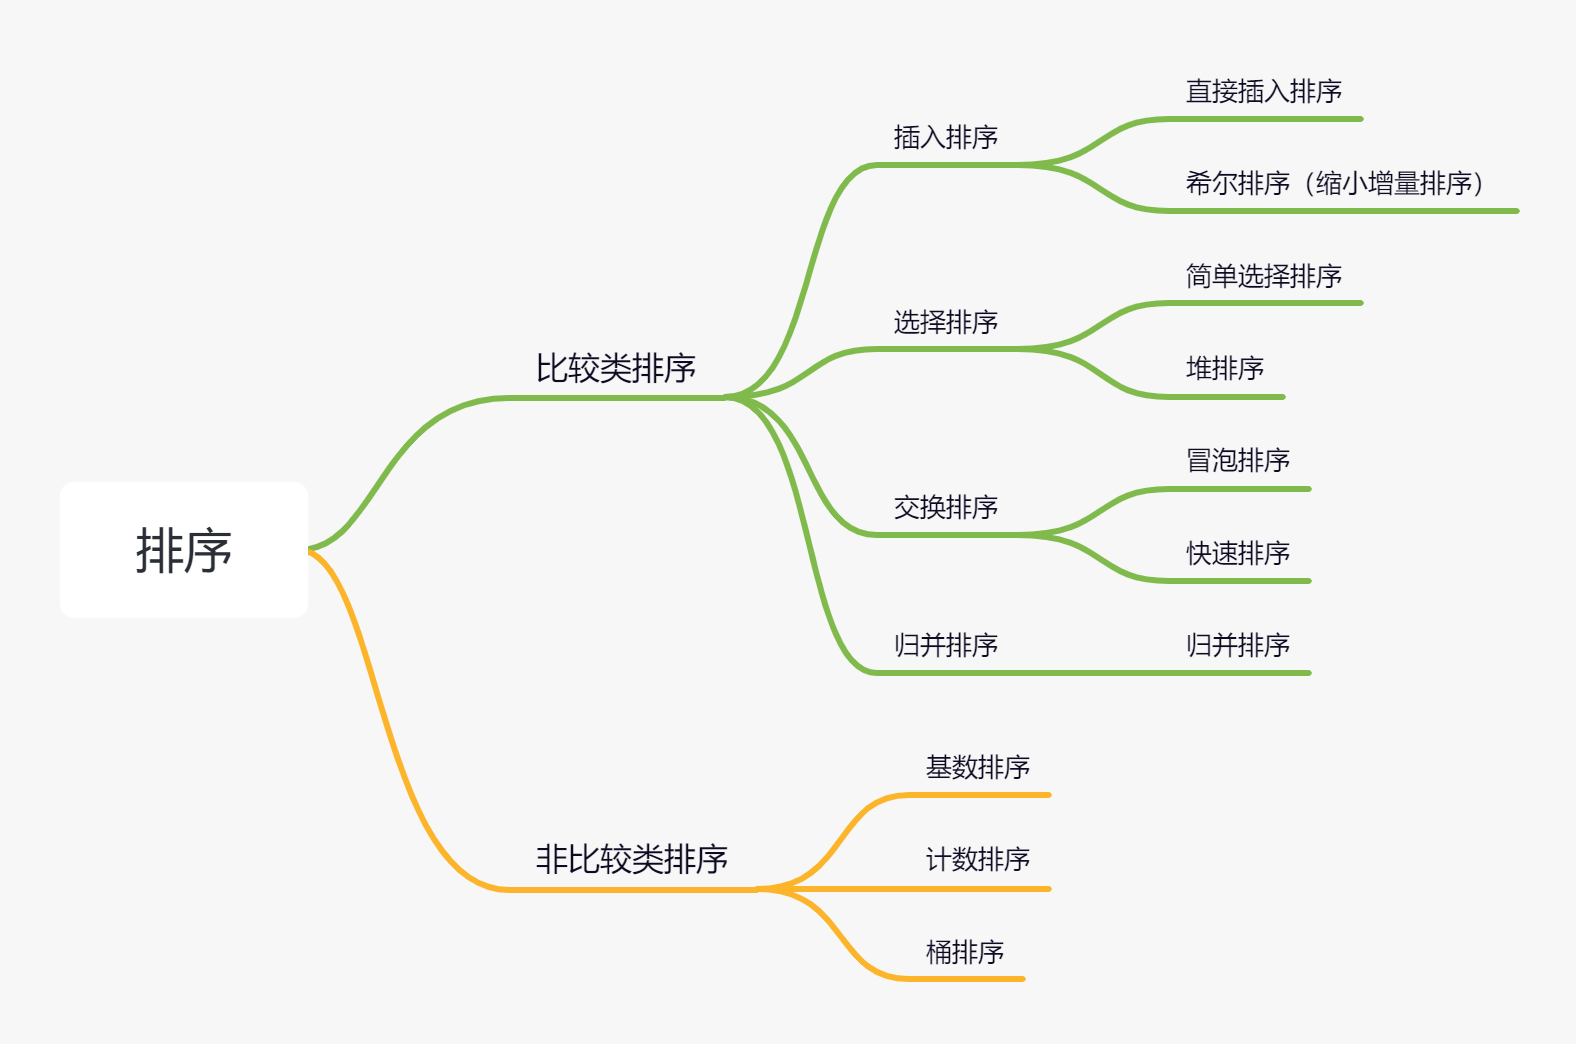 排序
比较类排序
插入排序
直接插入排序
希尔排序（缩小增量排序）
选择排序
简单选择排序
堆排序
交换排序
冒泡排序
快速排序
归并排序
归并排序
非比较类排序
基数排序
计数排序
桶排序